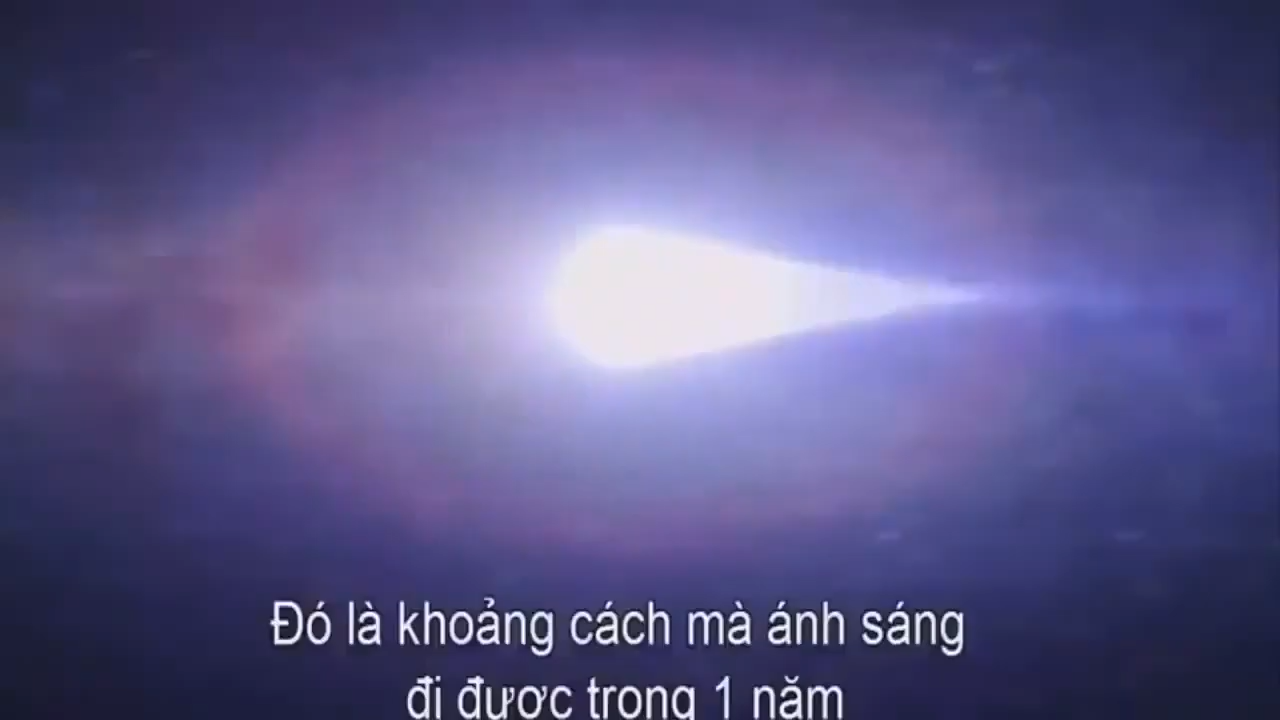 Đó là khoảng cách mà ánh sáng
đi được trong 1 năm